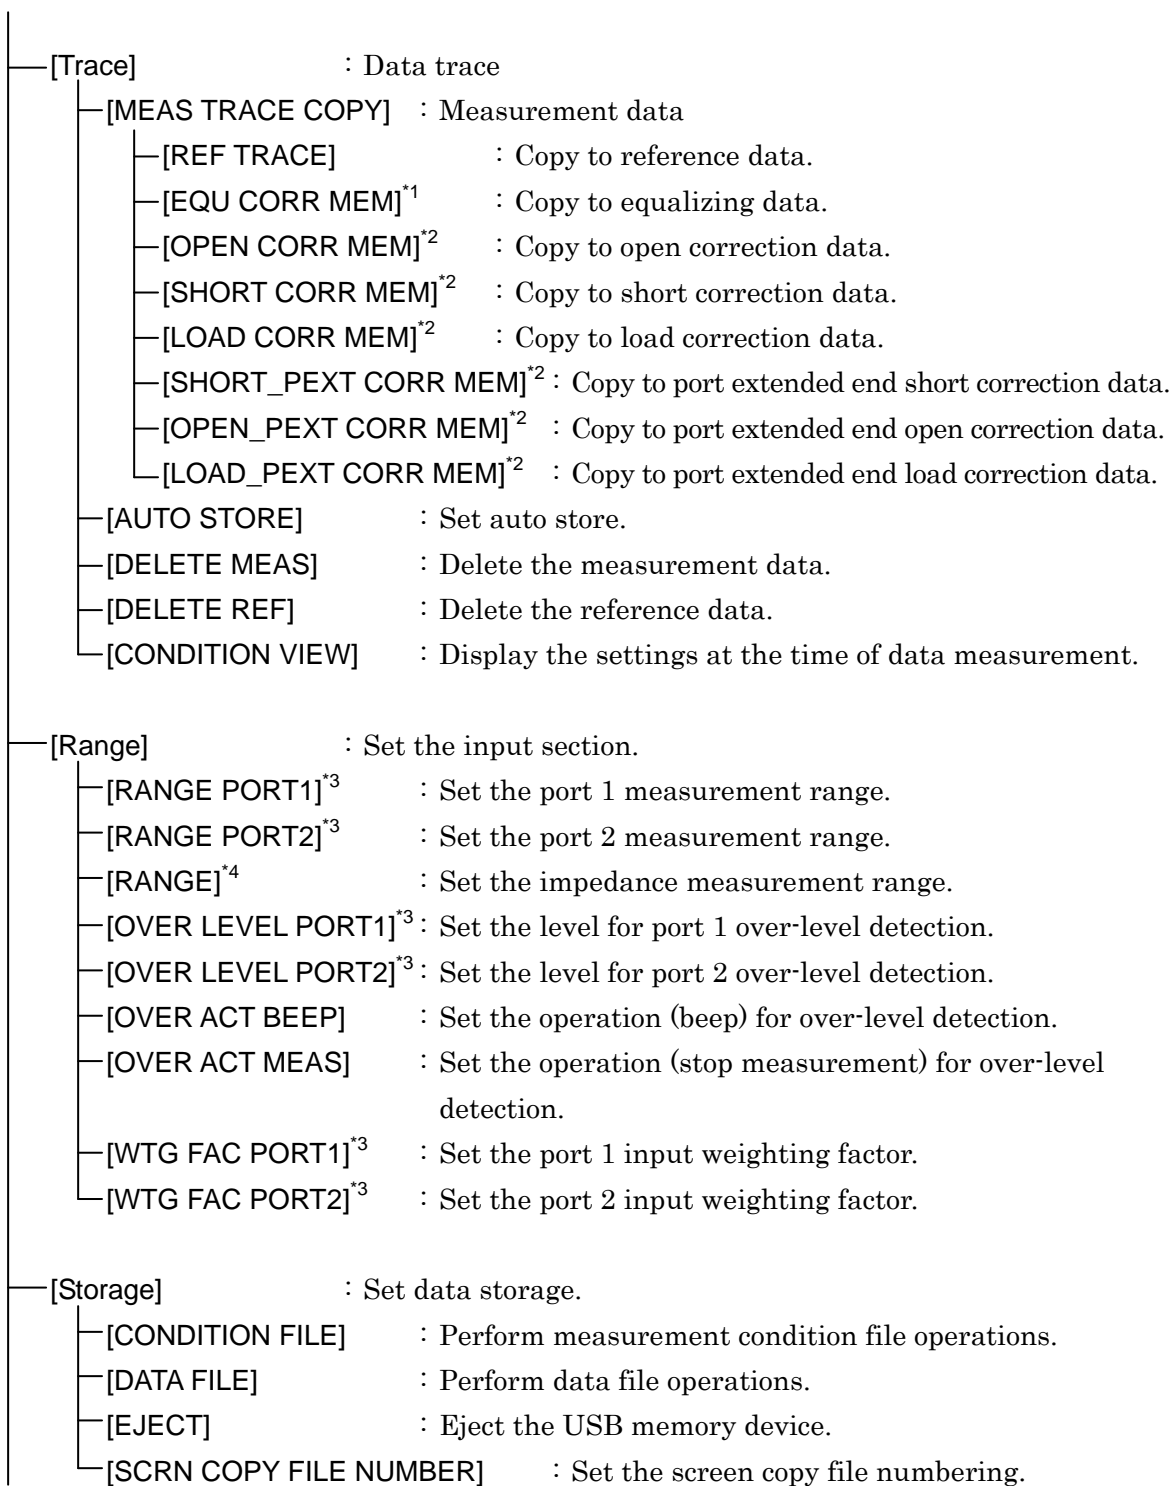 [Trace] : Data trace
[MEAS TRACE COPY] : Measurement data
[REF TRACE] : Copy to reference data.
[EQU CORR MEM]*1 : Copy to equalizing data.
[OPEN CORR MEM]*2 : Copy to open correction data.
[SHORT CORR MEM]*2 : Copy to short correction data.
[LOAD CORR MEM]*2 : Copy to load correction data.
[SHORT_PEXT CORR MEM]*2 : Copy to port extended end short correction data.
[OPEN_PEXT CORR MEM]*2 : Copy to port extended end open correction data.
[LOAD_PEXT CORR MEM]*2 : Copy to port extended end load correction data.
[AUTO STORE] : Set auto store.
[DELETE MEAS] : Delete the measurement data.
[DELETE REF] : Delete the reference data.
[CONDITION VIEW] : Display the settings at the time of data measurement.
[Range] : Set the input section.
[RANGE PORT1]*3 : Set the port 1 measurement range.
[RANGE PORT2]*3 : Set the port 2 measurement range.
[RANGE]*4 : Set the impedance measurement range.
[OVER LEVEL PORT1]*3 : Set the level for port 1 over-level detection.
[OVER LEVEL PORT2]*3 : Set the level for port 2 over-level detection.
[OVER ACT BEEP] : Set the operation (beep) for over-level detection.
[OVER ACT MEAS] : Set the operation (stop measurement) for over-level
detection.
[WTG FAC PORT1]*3 : Set the port 1 input weighting factor.
[WTG FAC PORT2]*3 : Set the port 2 input weighting factor.
[Storage] : Set data storage.
[CONDITION FILE] : Perform measurement condition file operations.
[DATA FILE] : Perform data file operations.
[EJECT] : Eject the USB memory device.
[SCRN COPY FILE NUMBER] : Set the screen copy file numbering.